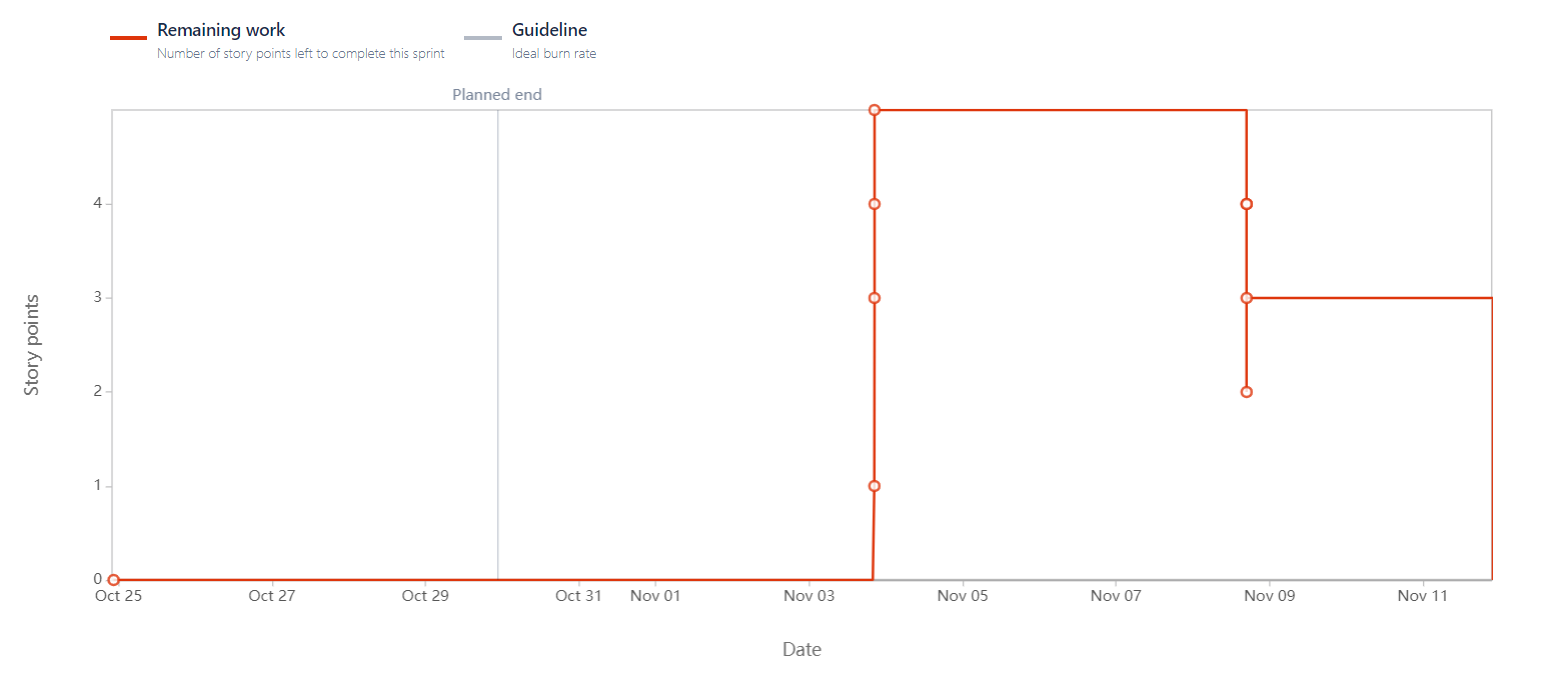 Remaining work
Number of story points left to complete this sprint
Guideline
Ideal burn rate
Planned end
Story points
4
3
2
1
0
Oct 25
Oct 27
Oct 29
Oct 31
Nov 01
Nov 03
Nov 05
Nov 07
Nov 09
Nov 11
Date